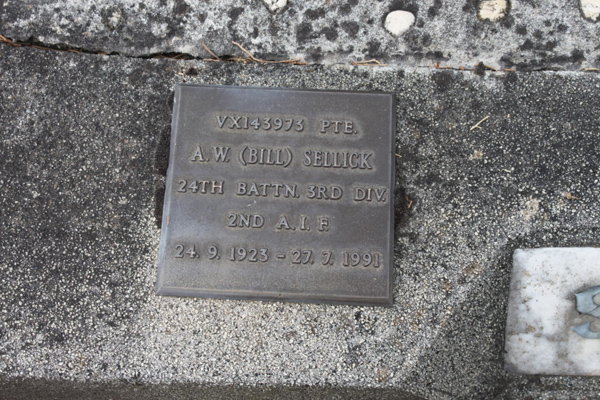 VX143973 PTE.
A. W. (BILL) SELLICK
24TH BATTN. 3RD DIV.
2ND A. I. F.
24. 9. 1923 - 27. 7. 1991